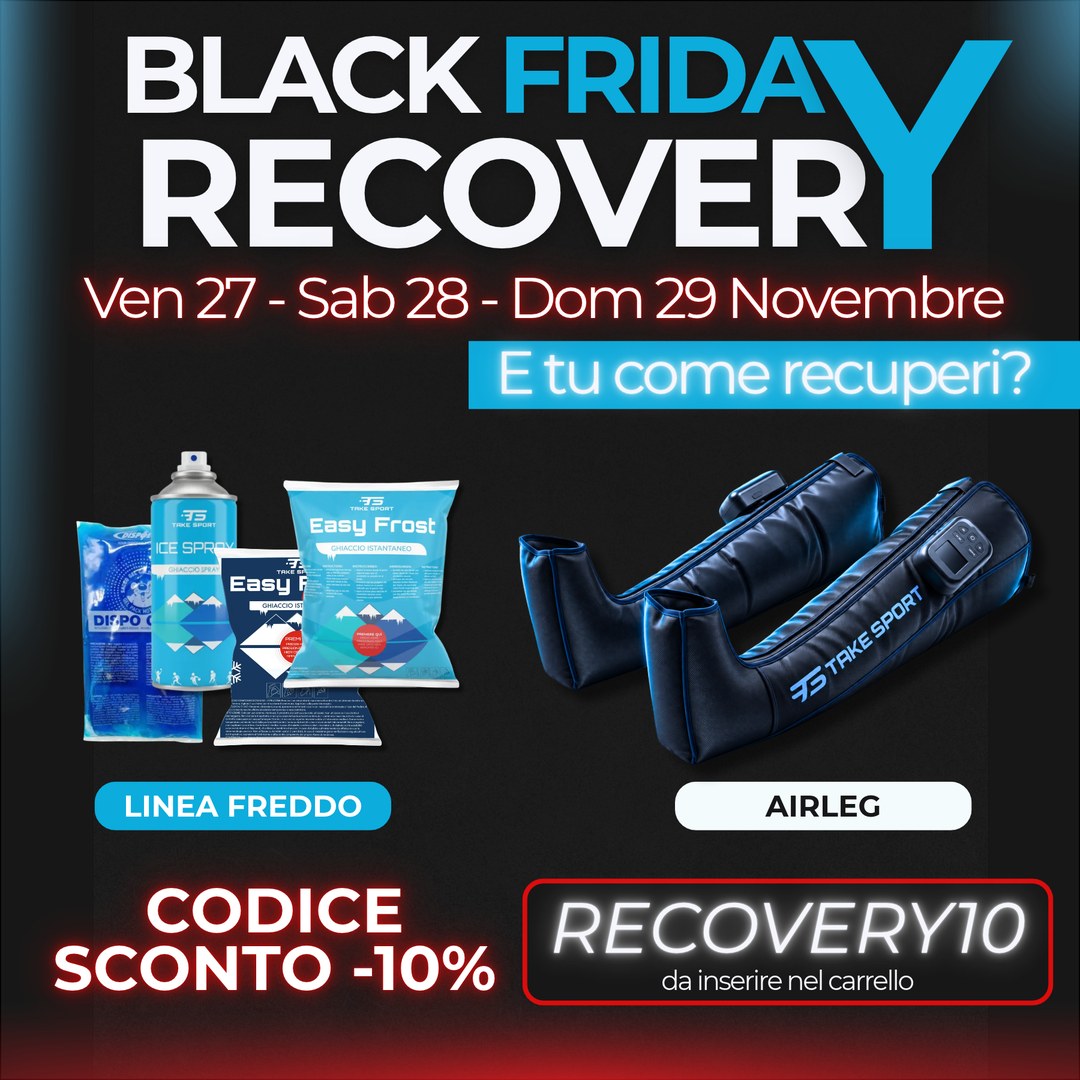 BLACK FRIDAY
RECOVERY
Ven 27 - Sab 28 - Dom 29 Novembre
E tu come recuperi?
TAKE SPORT
ICE SPRAY
GHIACCIO SPRAY
DISPO
TAKE
Easy F
GHIACCIO IST
TAKE SPORT
Easy Frost
GHIACCIO ISTANTANEO
TAKE SPORT
LINEA FREDDO
AIRLEG
CODICE
SCONTO -10%
RECOVERY10
da inserire nel carrello